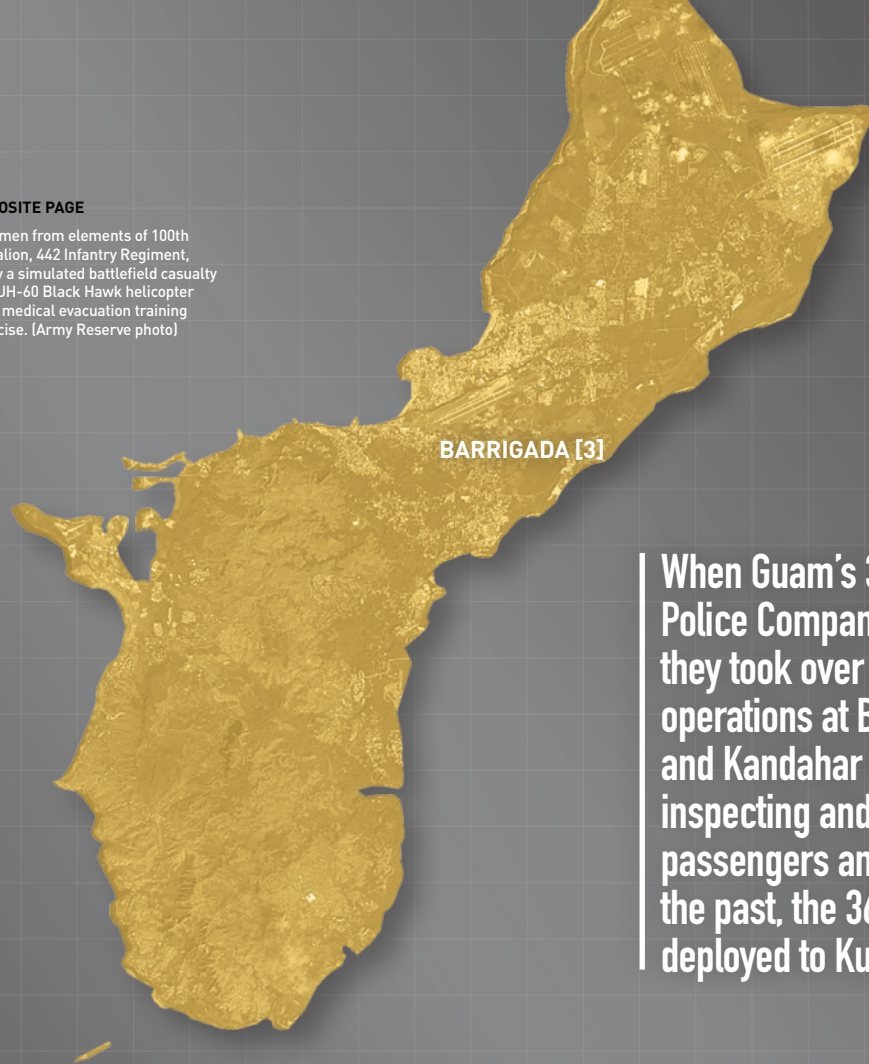 OSITE PAGE
men from elements of 100th
alion, 442 Infantry Regiment,
y a simulated battlefield casualty
UH-60 Black Hawk helicopter
medical evacuation training
cise. (Army Reserve photo)
BARRIGADA [3]
When Guam’s 3
Police Compan
they took over
operations at B
and Kandahar
inspecting and
passengers an
the past, the 36
deployed to Ku